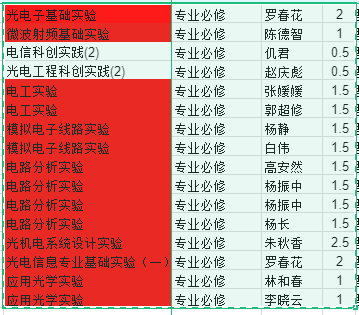 光电子基础实验 专业必修 罗春花 2
微波射频基础实验 专业必修 陈德智 1
电信科创实践(2) 专业必修 仇君 0.5
光电工程科创实践(2) 专业必修 赵庆彪 0.5
电工实验 专业必修 张媛媛 1.5
电工实验 专业必修 郭超修 1.5
模拟电子线路实验 专业必修 杨静 1.5
模拟电子线路实验 专业必修 白伟 1.5
电路分析实验 专业必修 高安然 1.5
电路分析实验 专业必修 杨振中 1.5
电路分析实验 专业必修 杨振中 1.5
电路分析实验 专业必修 杨长 1.5
光机电系统设计实验 专业必修 朱秋香 2.5
光电信息专业基础实验（一） 专业必修 罗春花 2
应用光学实验 专业必修 林和春 1
应用光学实验 专业必修 李晓云 1